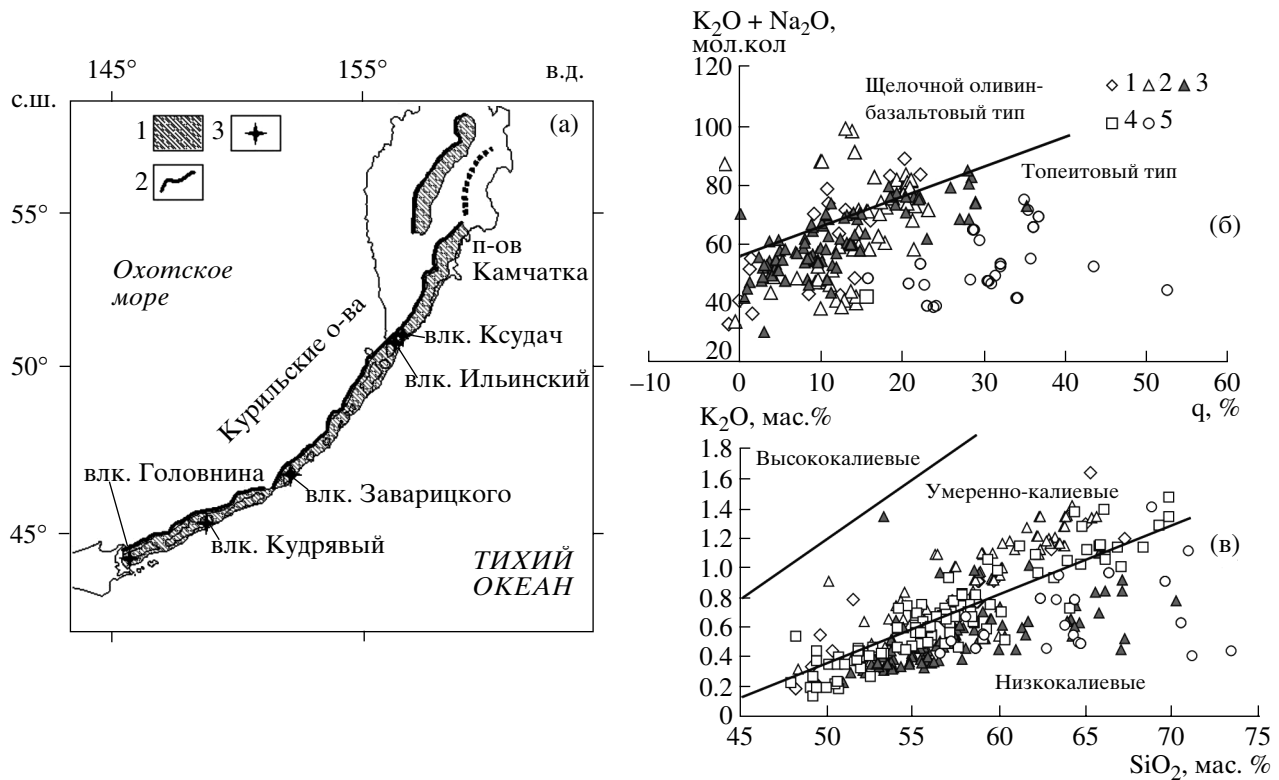 145°
155°
в.д.
с.ш.
1
3
(а)
2
55°
п-ов
Камчатка
Охотское
море
Курильские о-ва
влк. Ксудач
50°
влк. Ильинский
влк. Головнина
влк. Заварицкого
45°
влк. Кудрявый
ТИХИЙ
ОКЕАН
K2O + Na2O,
мол.кол
120
100
80
60
40
20
Щелочной оливин-
базальтовый тип
1 2 3
4 5
Топеитовый тип
(б)
–10 0 10 20 30 40 50 60
q, %
K2O, мас.%
1.8
1.6
1.4
1.2
1.0
0.8
0.6
0.4
0.2
0
Высококалиевые
Умеренно-калиевые
(в)
Низкокалиевые
45 50 55 60 65 70 75
SiO2, мас. %